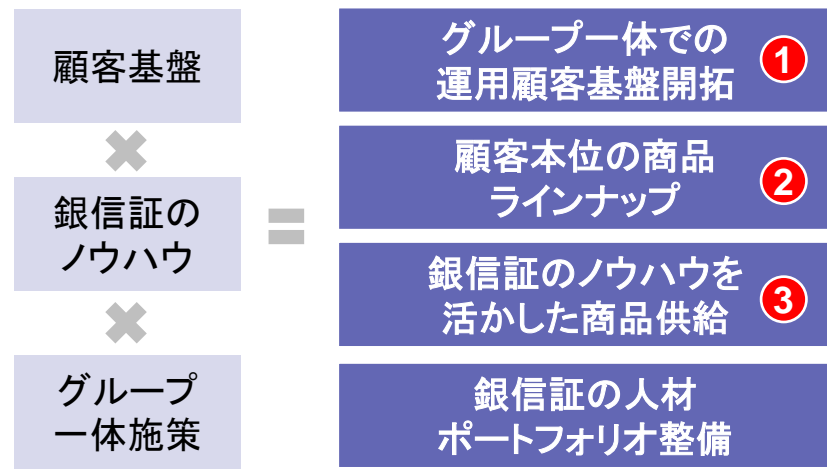 顧客基盤
✖
銀信証の
ノウハウ
✖
グループ
一体施策
=
グループ一体での
運用顧客基盤開拓
1
顧客本位の商品
ラインナップ
2
銀信証のノウハウを
活かした商品供給
3
銀信証の人材
ポートフォリオ整備